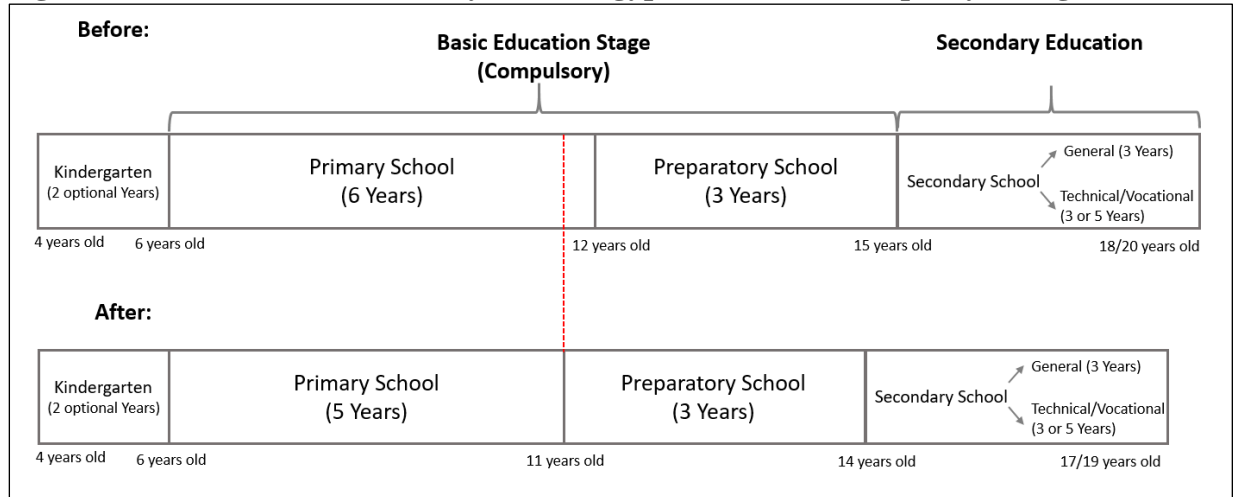 Before:
Basic Education Stage
(Compulsory)
Secondary Education
Kindergarten
(2 optional Years)
Primary School
(6 Years)
Preparatory School
(3 Years)
Secondary School
General (3 Years)
Technical/Vocational
(3 or 5 Years)
4 years old
6 years old
12 years old
15 years old
18/20 years old
After:
Kindergarten
(2 optional Years)
Primary School
(5 Years)
Preparatory School
(3 Years)
Secondary School
General (3 Years)
Technical/Vocational
(3 or 5 Years)
4 years old
6 years old
11 years old
14 years old
17/19 years old